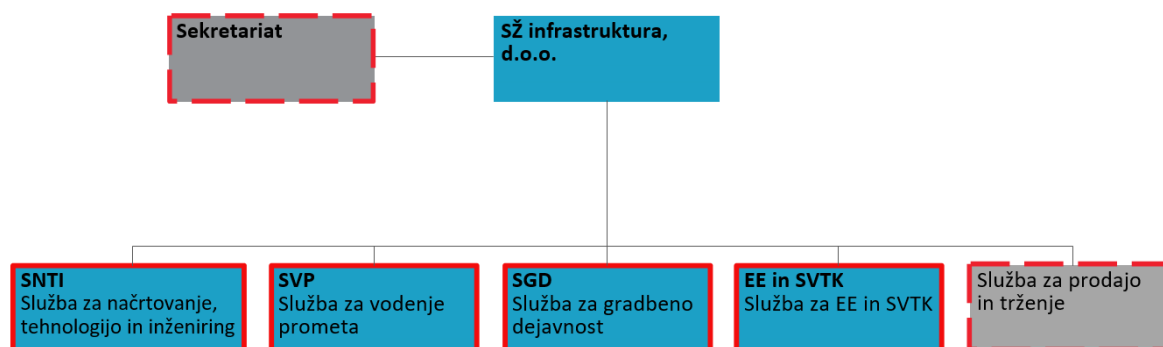 Sekretariat
SŽ infrastruktura,
d.o.o.
SNTI
Služba za načrtovanje,
tehnologijo in inženiring
SVP
Služba za vodenje
prometa
SGD
Služba za gradbeno
dejavnost
EE in SVTK
Služba za EE in SVTK
Služba za prodajo
in trženje